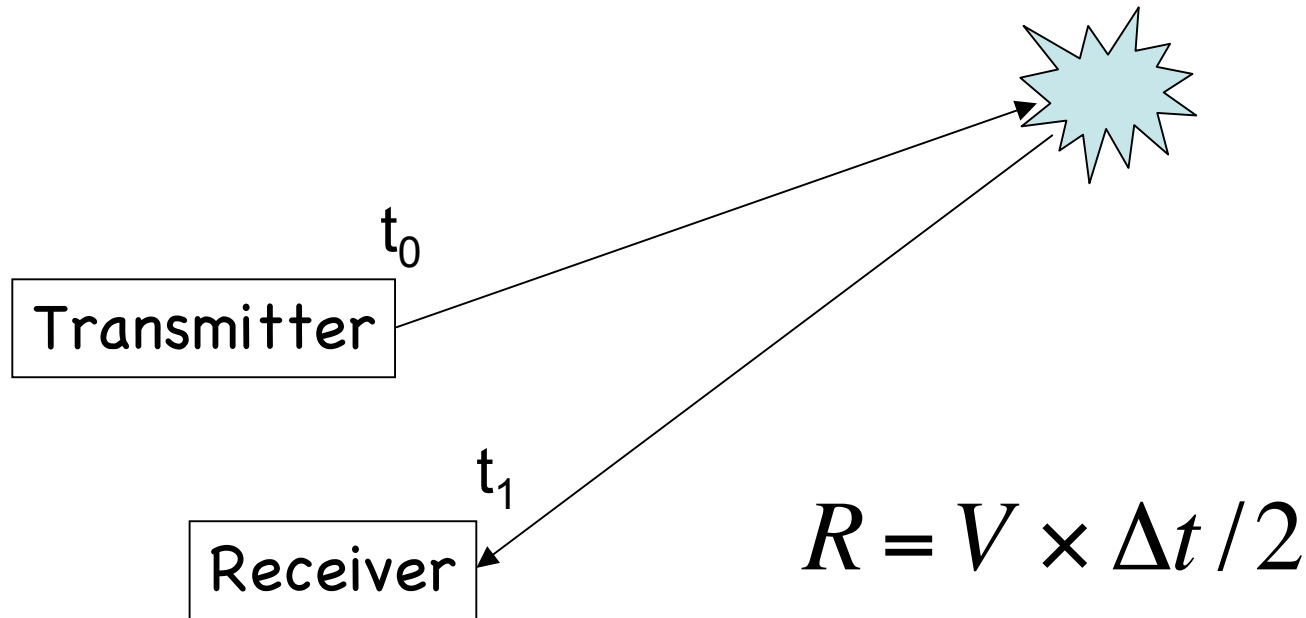 t₀
Transmitter
t₁
Receiver
R = V × Δt / 2